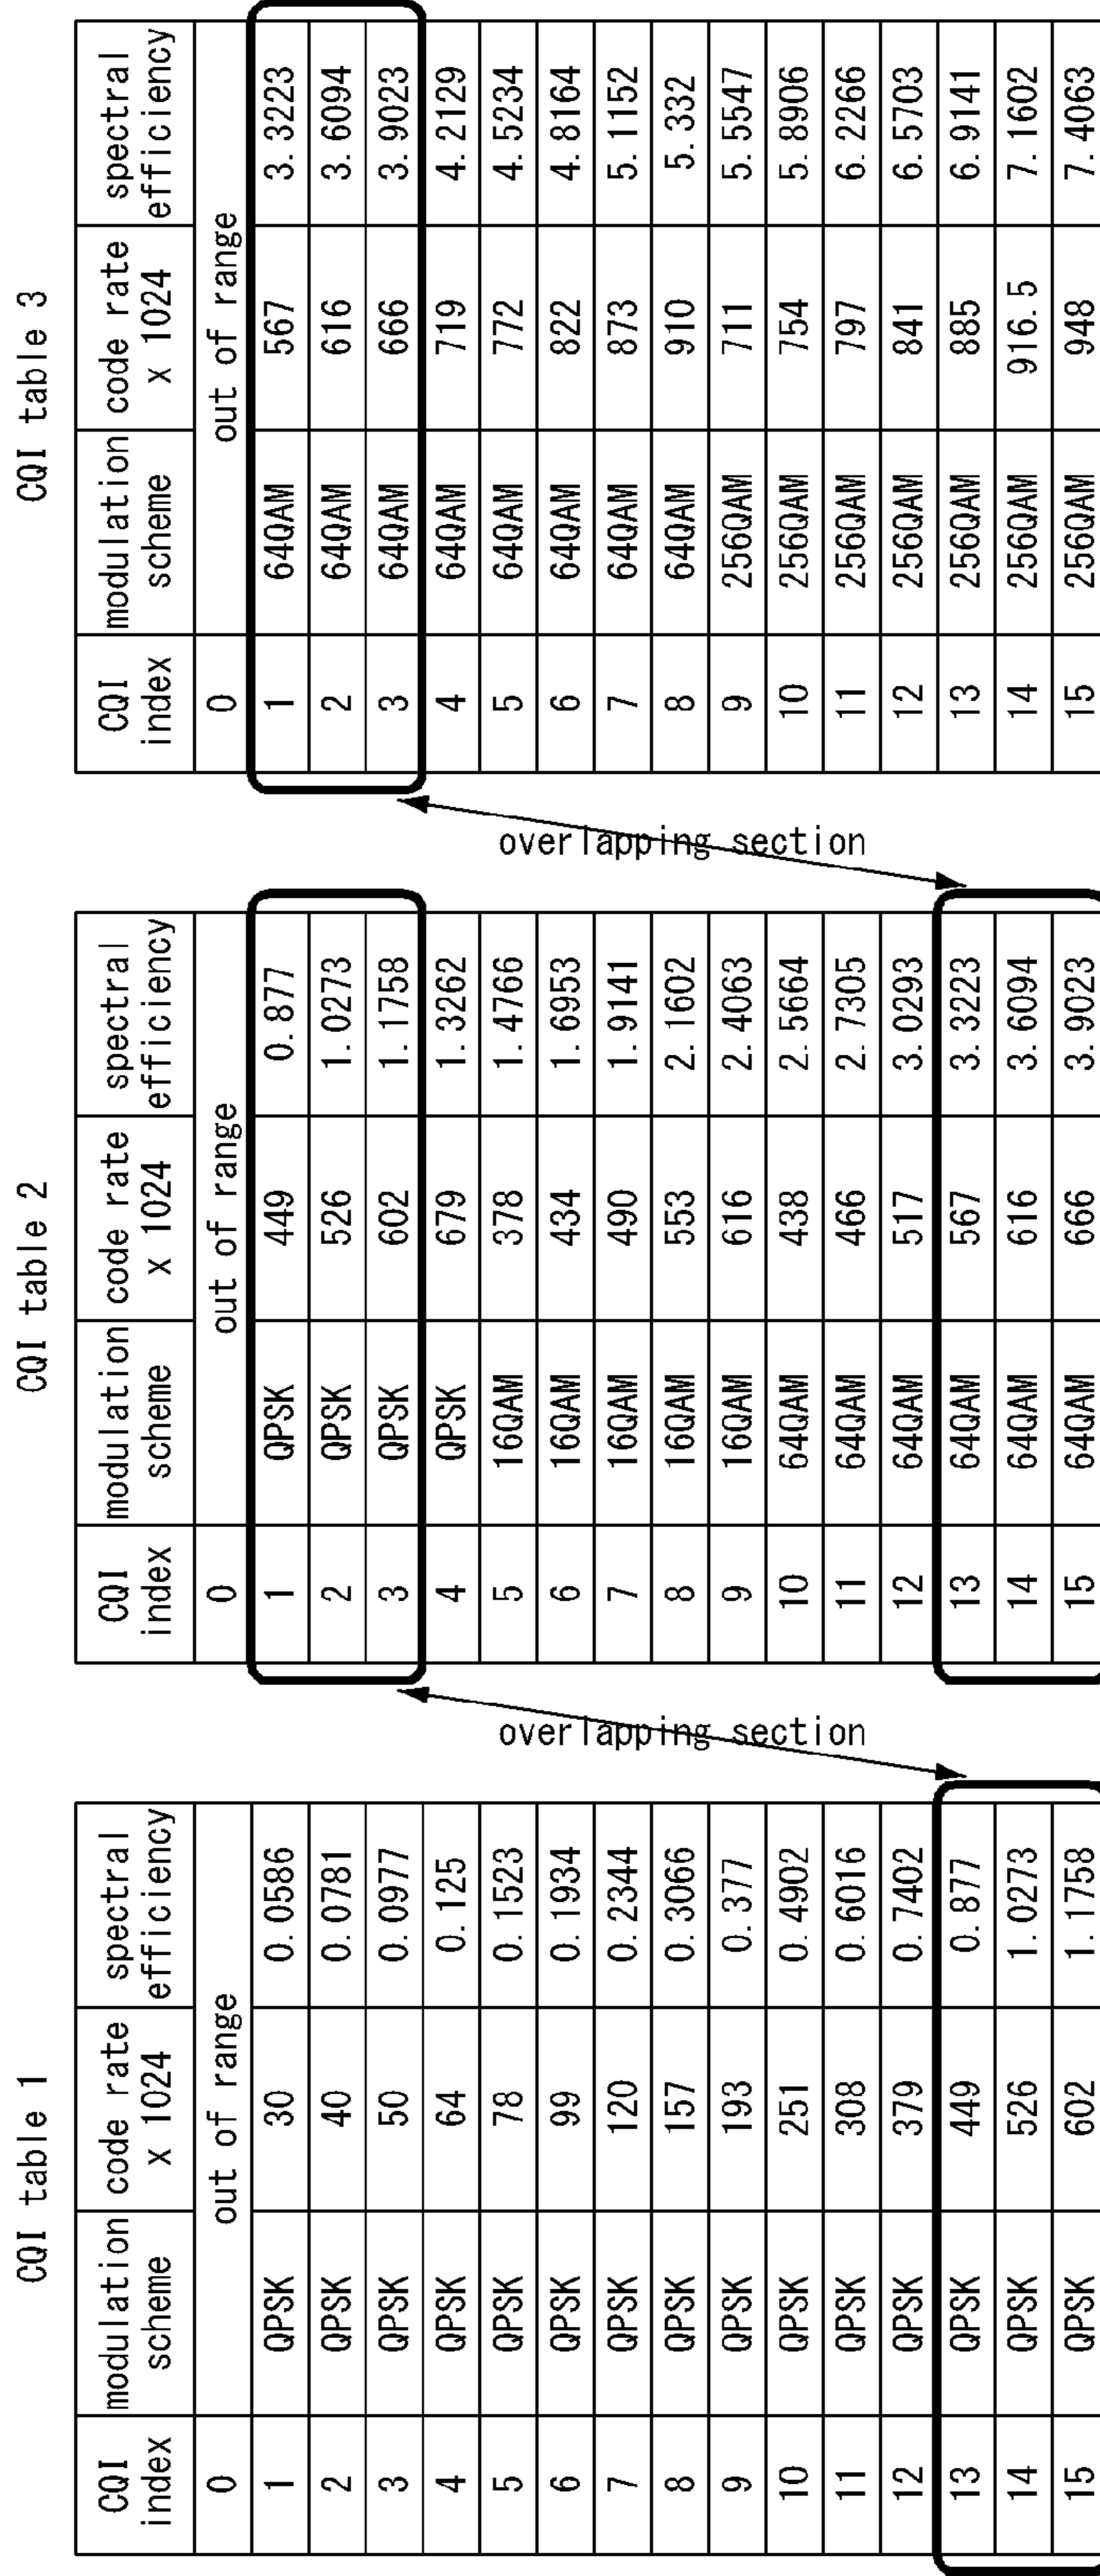 CQI table 1
CQI index | modulation scheme | code rate x 1024 | spectral efficiency
0 | out of range
1 | QPSK | 30 | 0.0586
2 | QPSK | 40 | 0.0781
3 | QPSK | 50 | 0.0977
4 | QPSK | 64 | 0.125
5 | QPSK | 78 | 0.1523
6 | QPSK | 99 | 0.1934
7 | QPSK | 120 | 0.2344
8 | QPSK | 157 | 0.3066
9 | QPSK | 193 | 0.377
10 | QPSK | 251 | 0.4902
11 | QPSK | 308 | 0.6016
12 | QPSK | 379 | 0.7402
13 | QPSK | 449 | 0.877
14 | QPSK | 526 | 1.0273
15 | QPSK | 602 | 1.1758
overlapping section
CQI table 2
CQI index | modulation scheme | code rate x 1024 | spectral efficiency
0 | out of range
1 | QPSK | 449 | 0.877
2 | QPSK | 526 | 1.0273
3 | QPSK | 602 | 1.1758
4 | QPSK | 679 | 1.3262
5 | 16QAM | 378 | 1.4766
6 | 16QAM | 434 | 1.6953
7 | 16QAM | 490 | 1.9141
8 | 16QAM | 553 | 2.1602
9 | 16QAM | 616 | 2.4063
10 | 64QAM | 438 | 2.5664
11 | 64QAM | 466 | 2.7305
12 | 64QAM | 517 | 3.0293
13 | 64QAM | 567 | 3.3223
14 | 64QAM | 616 | 3.6094
15 | 64QAM | 666 | 3.9023
overlapping section
CQI table 3
CQI index | modulation scheme | code rate x 1024 | spectral efficiency
0 | out of range
1 | 64QAM | 567 | 3.3223
2 | 64QAM | 616 | 3.6094
3 | 64QAM | 666 | 3.9023
4 | 64QAM | 719 | 4.2129
5 | 64QAM | 772 | 4.5234
6 | 64QAM | 822 | 4.8164
7 | 64QAM | 873 | 5.1152
8 | 64QAM | 910 | 5.332
9 | 256QAM | 711 | 5.5547
10 | 256QAM | 754 | 5.8906
11 | 256QAM | 797 | 6.2266
12 | 256QAM | 841 | 6.5703
13 | 256QAM | 885 | 6.9141
14 | 256QAM | 916.5 | 7.1602
15 | 256QAM | 948 | 7.4063